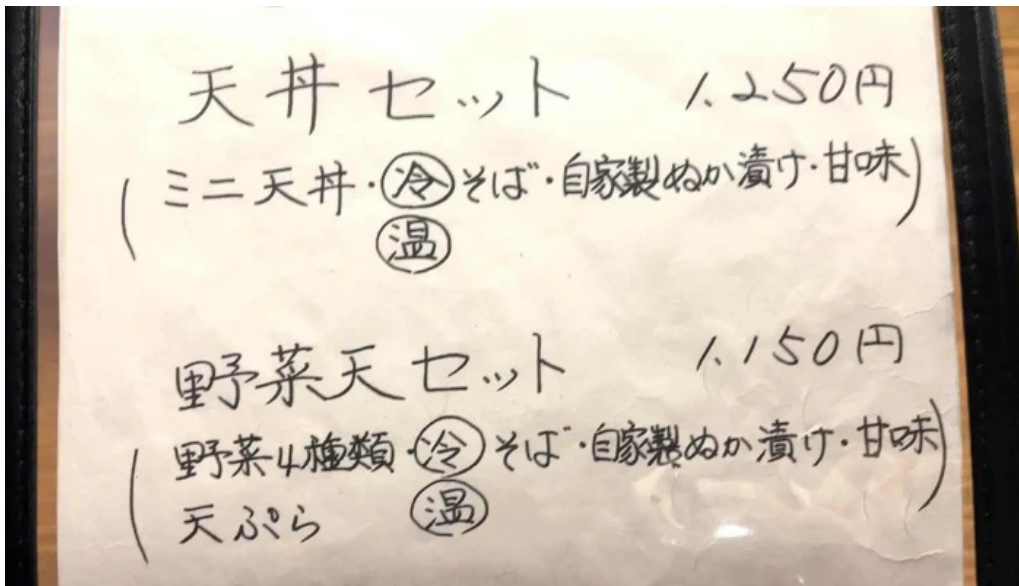 天丼セット 1,250円
(ミニ天丼・冷そば・自家製ぬか漬け・甘味)
温
野菜天セット 1,150円
(野菜4種類・冷そば・自家製ぬか漬け・甘味)
天ぷら 温